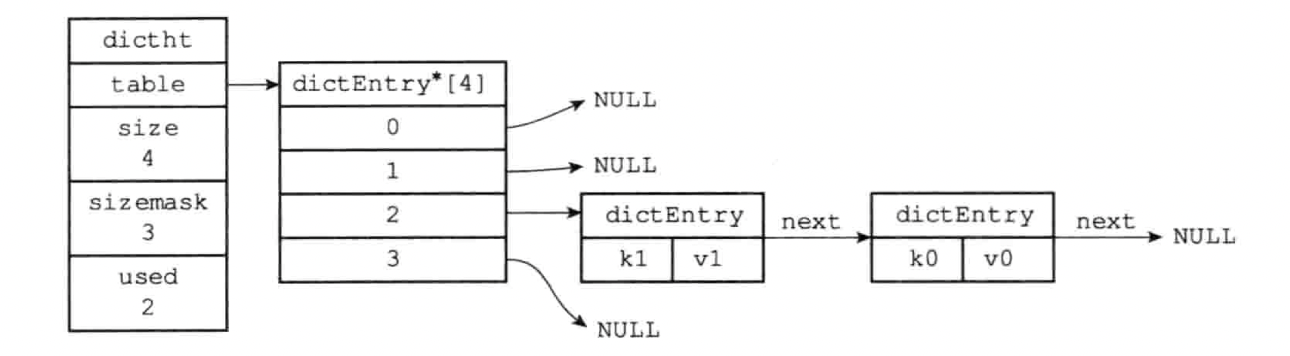 dictht
table
size
4
sizemask
3
used
2
dictEntry*[4]
0
1
2
3
NULL
NULL
dictEntry
k1 v1
next
dictEntry
k0 v0
next
NULL
NULL